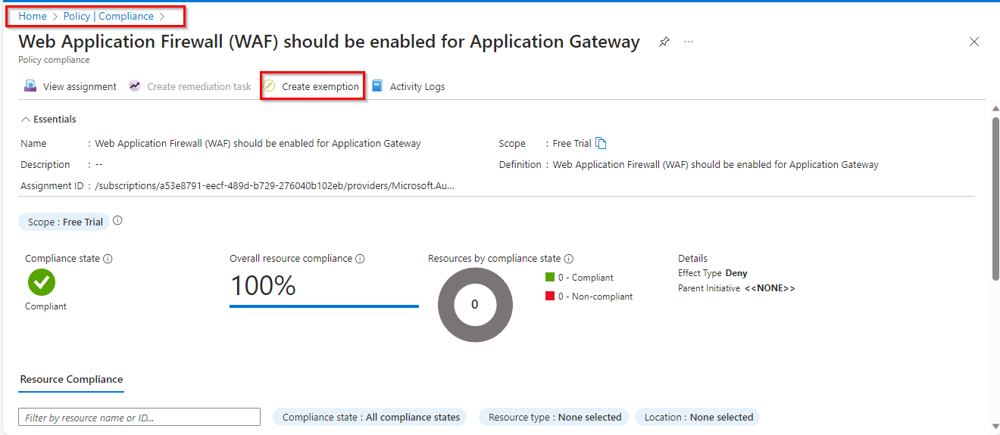 Home > Policy | Compliance >
Web Application Firewall (WAF) should be enabled for Application Gateway ...
Policy compliance
View assignment Create remediation task Create exemption Activity Logs
Essentials
Name : Web Application Firewall (WAF) should be enabled for Application Gateway Scope : Free Trial
Description : -- Definition : Web Application Firewall (WAF) should be enabled for Application Gateway
Assignment ID : /subscriptions/a53e8791-eecf-489d-b729-276040b102eb/providers/Microsoft.Au...
Scope : Free Trial
Compliance state Overall resource compliance Resources by compliance state Details
Compliant 100% 0 0 - Compliant Effect Type Deny
0 - Non-compliant Parent Initiative <<NONE>>
Resource Compliance
Filter by resource name or ID... Compliance state : All compliance states Resource type : None selected Location : None selected